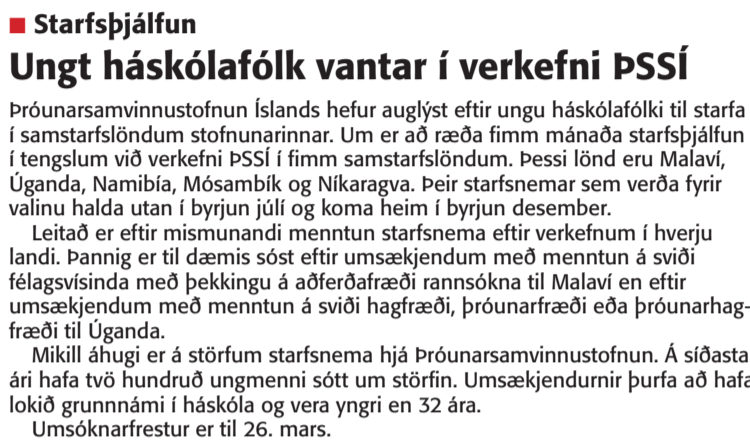 Starfsþjálfun
Ungt háskólafólk vantar í verkefni ÞSSÍ
Þróunarsamvinnustofnun Íslands hefur auglýst eftir ungu háskólafólki til starfa
í samstarfslöndum stofnunarinnar. Um er að ræða fimm mánaða starfsþjálfun
í tengslum við verkefni ÞSSÍ í fimm samstarfslöndum. Þessi lönd eru Malaví,
Úganda, Namibía, Mósambík og Níkaragva. Þeir starfsnemar sem verða fyrir
valinu halda utan í byrjun júlí og koma heim í byrjun desember.
Leitað er eftir mismunandi menntun starfsnema eftir verkefnum í hverju
landi. Þannig er til dæmis sóst eftir umsækjendum með menntun á sviði
félagsvísinda með þekkingu á aðferðafræði rannsókna til Malaví en eftir
umsækjendum með menntun á sviði hagfræði, þróunarfræði eða þróunarhag-
fræði til Úganda.
Mikill áhugi er á störfum starfsnema hjá Þróunarsamvinnustofnun. Á síðasta
ári hafa tvö hundruð ungmenni sótt um störfin. Umsækjendurnir þurfa að hafa
lokið grunnnámi í háskóla og vera yngri en 32 ára.
Umsóknarfrestur er til 26. mars.